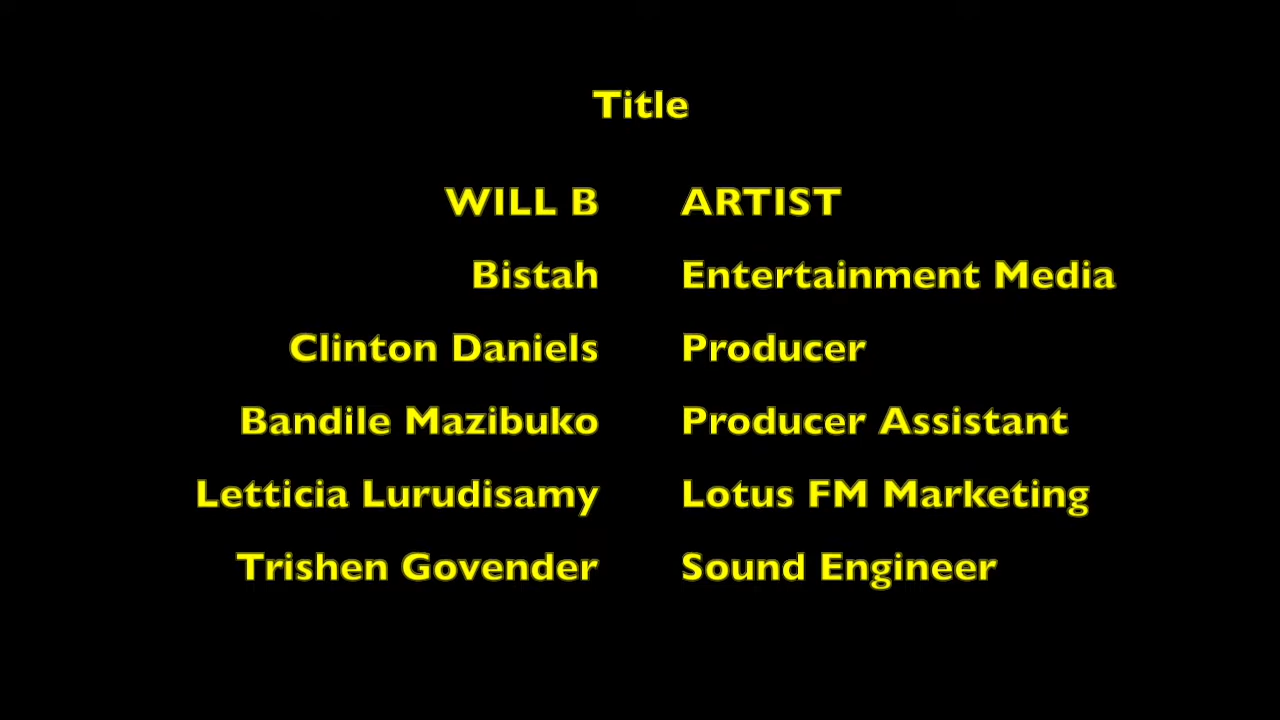 Title
WILL B ARTIST
Bistah Entertainment Media
Clinton Daniels Producer
Bandile Mazibuko Producer Assistant
Letticia Lurudisamy Lotus FM Marketing
Trishen Govender Sound Engineer